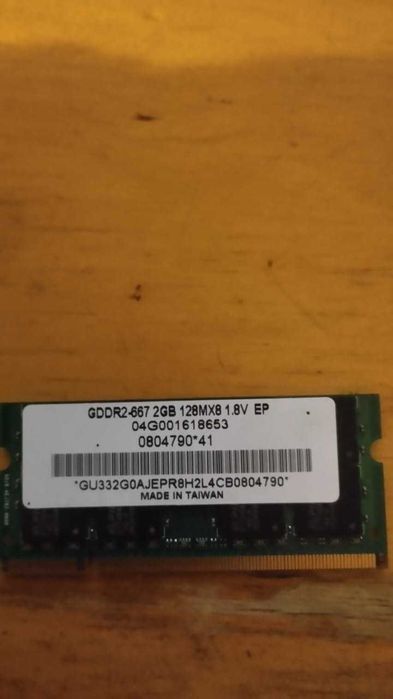 GDDR2-667 2GB 128MX8 1.8V EP
04G001618653
0804790*41
*GU332G0AJEPR8H2L4CB0804790*
MADE IN TAIWAN